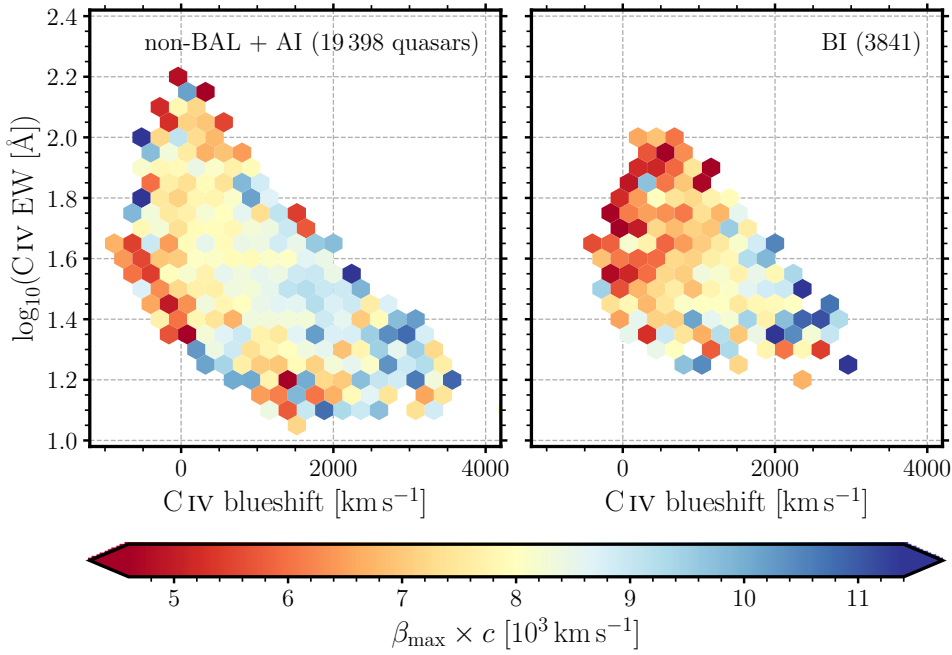 non-BAL + AI (19 398 quasars)
BI (3841)
log₁₀(C IV EW [Å])
2.4
2.2
2.0
1.8
1.6
1.4
1.2
1.0
0 2000 4000
0 2000 4000
C IV blueshift [km s⁻¹]
C IV blueshift [km s⁻¹]
5 6 7 8 9 10 11
βmax × c [10³ km s⁻¹]